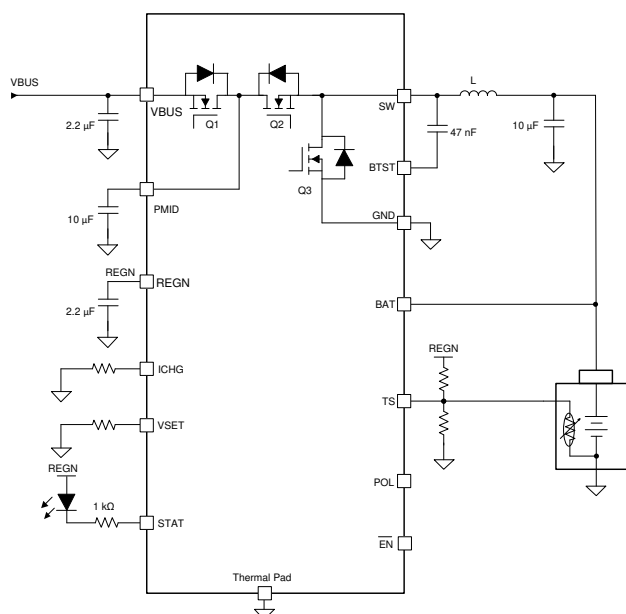 VBUS
2.2 µF
VBUS
Q1
Q2
SW
L
47 nF
10 µF
BTST
Q3
PMID
10 µF
GND
REGN
REGN
2.2 µF
BAT
ICHG
REGN
TS
VSET
REGN
POL
1 kΩ
STAT
EN
Thermal Pad